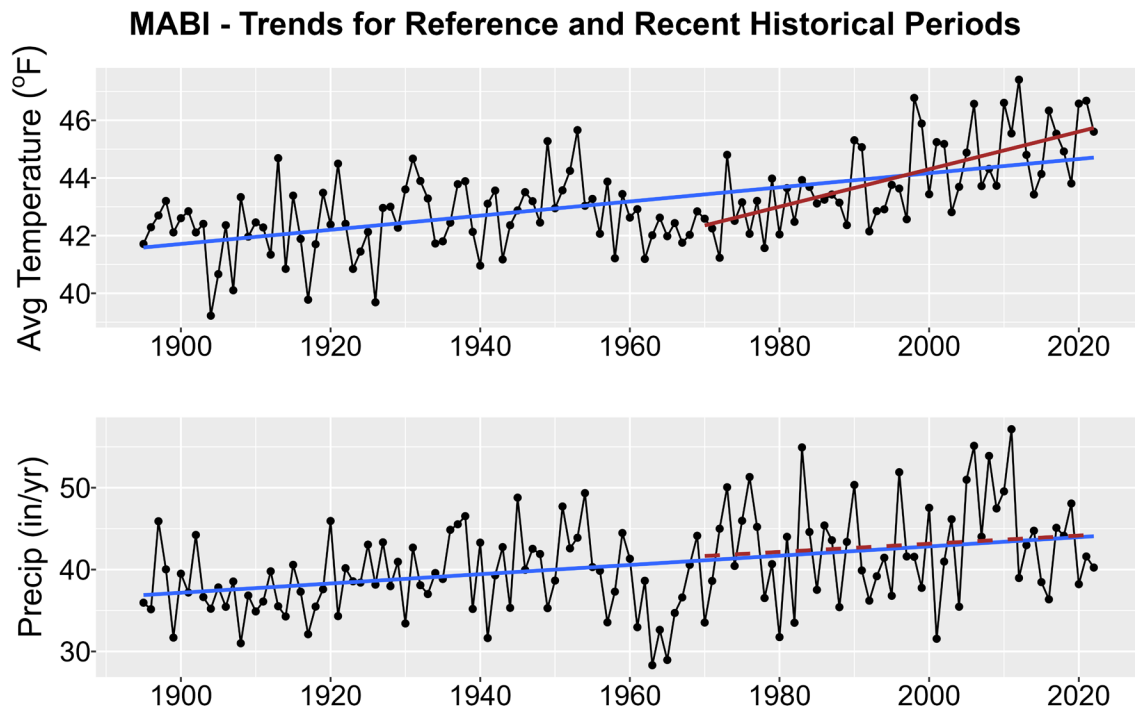 MABI - Trends for Reference and Recent Historical Periods
Avg Temperature (°F)
46
44
42
40
1900 1920 1940 1960 1980 2000 2020
Precip (in/yr)
50
40
30
1900 1920 1940 1960 1980 2000 2020